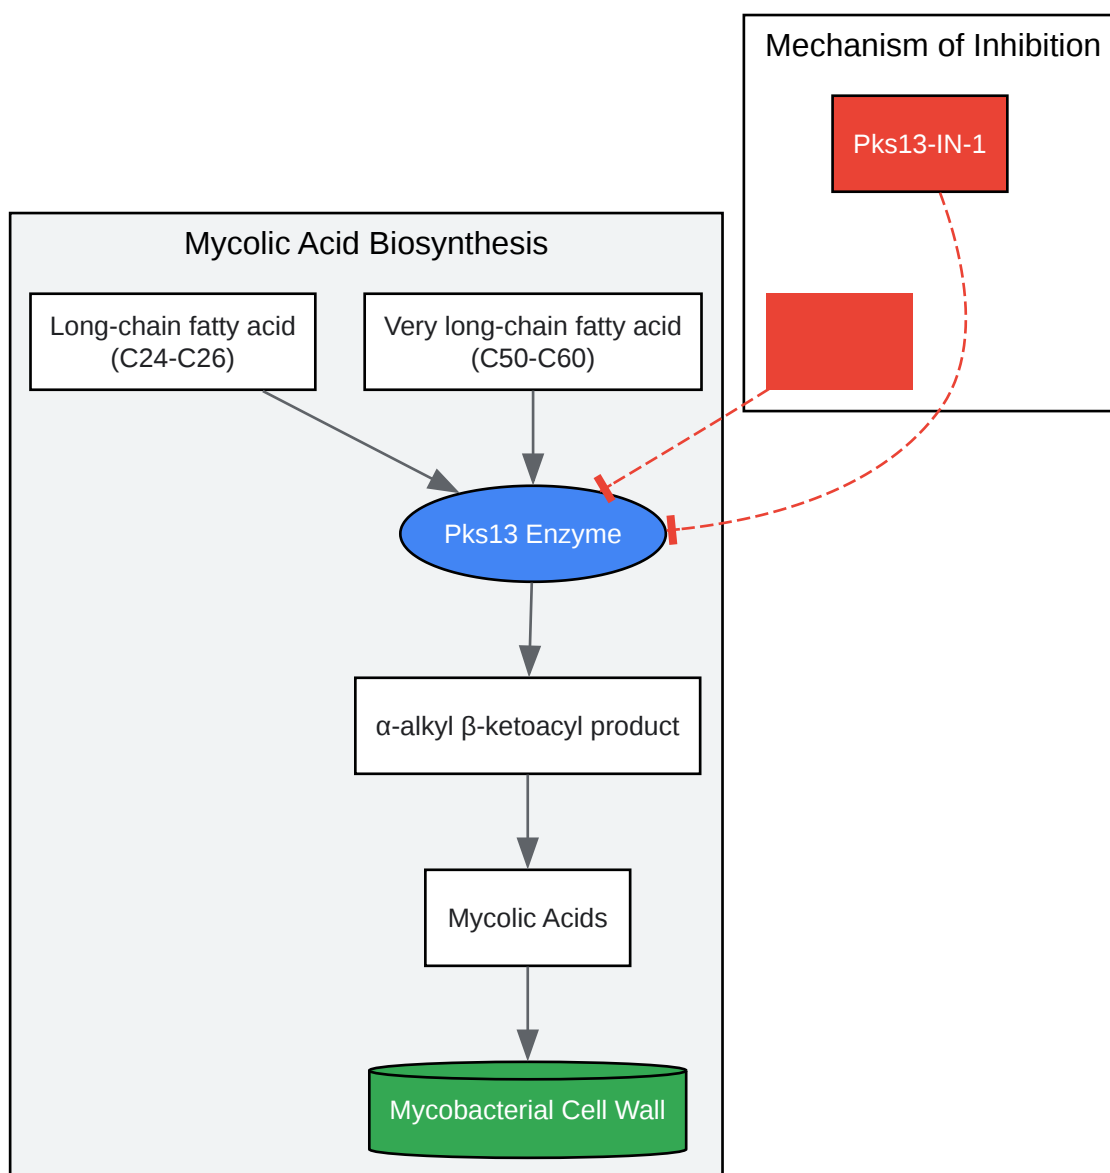 Mechanism of Inhibition
Pks13-IN-1
Mycolic Acid Biosynthesis
Long-chain fatty acid
(C24-C26)
Very long-chain fatty acid
(C50-C60)
Pks13 Enzyme
α-alkyl β-ketoacyl product
Mycolic Acids
Mycobacterial Cell Wall